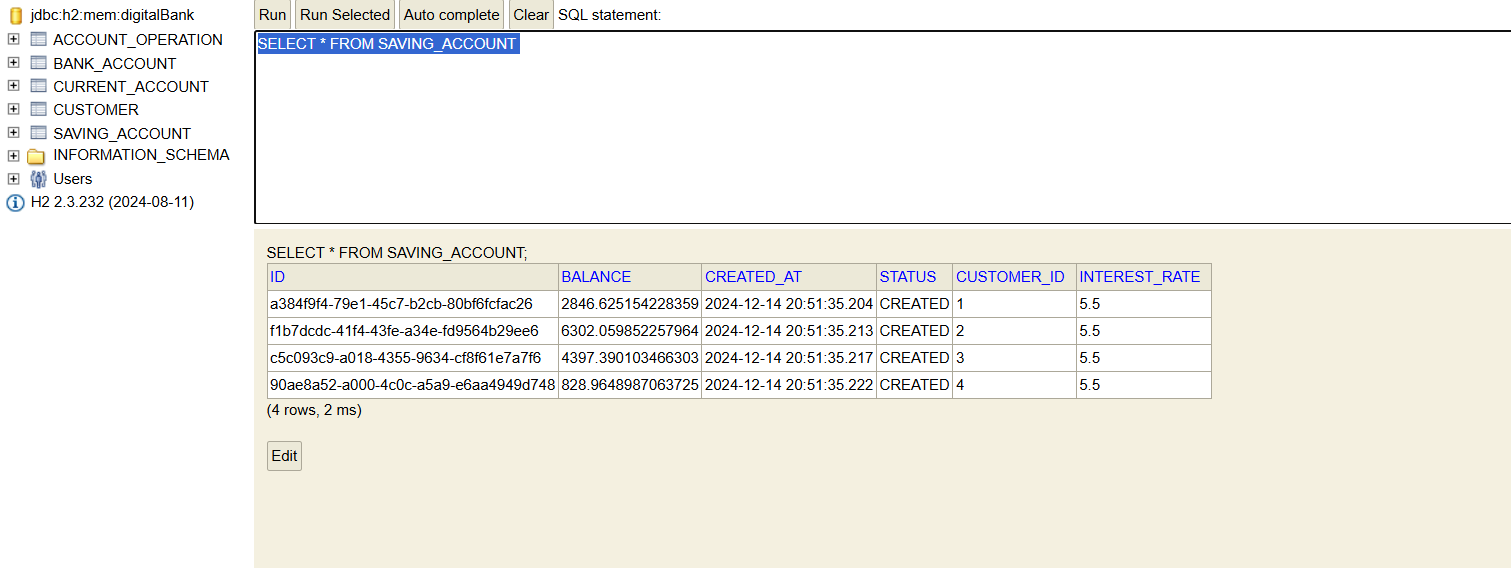 jdbc:h2:mem:digitalBank
ACCOUNT_OPERATION
BANK_ACCOUNT
CURRENT_ACCOUNT
CUSTOMER
SAVING_ACCOUNT
INFORMATION_SCHEMA
Users
H2 2.3.232 (2024-08-11)
Run Run Selected Auto complete Clear SQL statement:
SELECT * FROM SAVING_ACCOUNT
SELECT * FROM SAVING_ACCOUNT;
ID BALANCE CREATED_AT STATUS CUSTOMER_ID INTEREST_RATE
a384f9f4-79e1-45c7-b2cb-80bf6fcfac26 2846.625154228359 2024-12-14 20:51:35.204 CREATED 1 5.5
f1b7dcdc-41f4-43fe-a34e-fd9564b29ee6 6302.059852257964 2024-12-14 20:51:35.213 CREATED 2 5.5
c5c093c9-a018-4355-9634-cf8f61e7a7f6 4397.390103466303 2024-12-14 20:51:35.217 CREATED 3 5.5
90ae8a52-a000-4c0c-a5a9-e6aa4949d748 828.9648987063725 2024-12-14 20:51:35.222 CREATED 4 5.5
(4 rows, 2 ms)
Edit